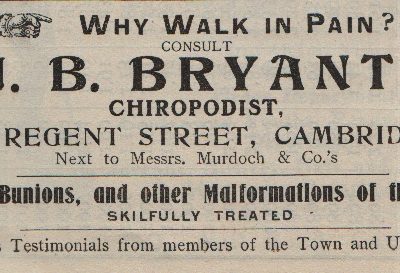 WHY WALK IN PAIN?
CONSULT
J. B. BRYANT
CHIROPODIST,
REGENT STREET, CAMBRID
Next to Messrs. Murdoch & Co.'s
Bunions, and other Malformations of th
SKILFULLY TREATED
s Testimonials from members of the Town and U